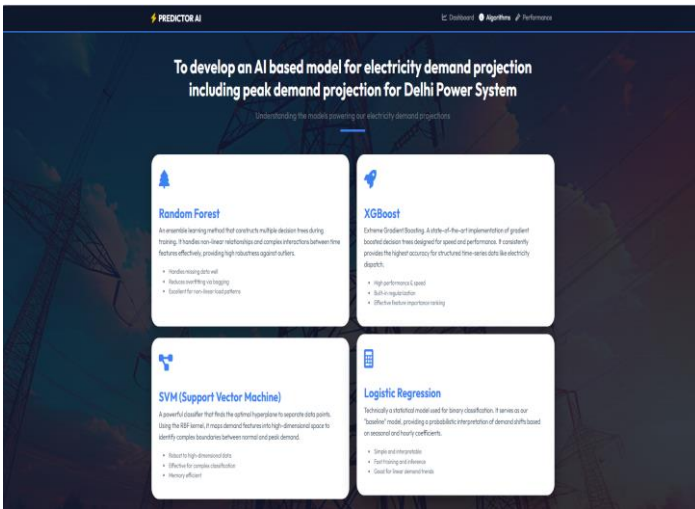 PREDICTOR AI
Dashboard Algorithms Performance
To develop an AI based model for electricity demand projection
including peak demand projection for Delhi Power System
Understanding the models powering our electricity demand projections
Random Forest
An ensemble learning method that constructs multiple decision trees during
training. It handles non-linear relationships and complex interactions between time
features effectively, providing high robustness against outliers.
Handles missing data well
Reduces overfitting via bagging
Excellent for non-linear load patterns
XGBoost
Extreme Gradient Boosting. A state-of-the-art implementation of gradient
boosted decision trees designed for speed and performance. It consistently
provides the highest accuracy for structured time-series data like electricity
dispatch.
High performance & speed
Built-in regularization
Effective feature importance ranking
SVM (Support Vector Machine)
A powerful classifier that finds the optimal hyperplane to separate data points.
Using the RBF kernel, it maps demand features into high-dimensional space to
identify complex boundaries between normal and peak demand.
Robust to high-dimensional data
Effective for complex classification
Memory efficient
Logistic Regression
Technically a statistical model used for binary classification. It serves as our
"baseline" model, providing a probabilistic interpretation of demand shifts based
on seasonal and hourly coefficients.
Simple and interpretable
Fast training and inference
Good for linear demand trends